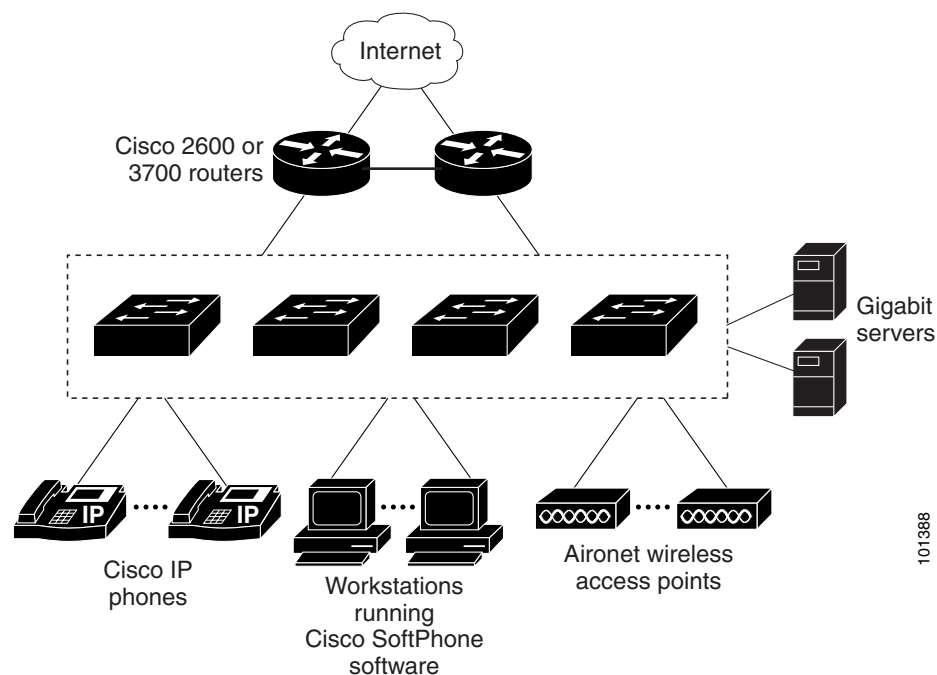 Internet
Cisco 2600 or
3700 routers
Gigabit
servers
IP
IP
Cisco IP
phones
Workstations
running
Cisco SoftPhone
software
Aironet wireless
access points
101388